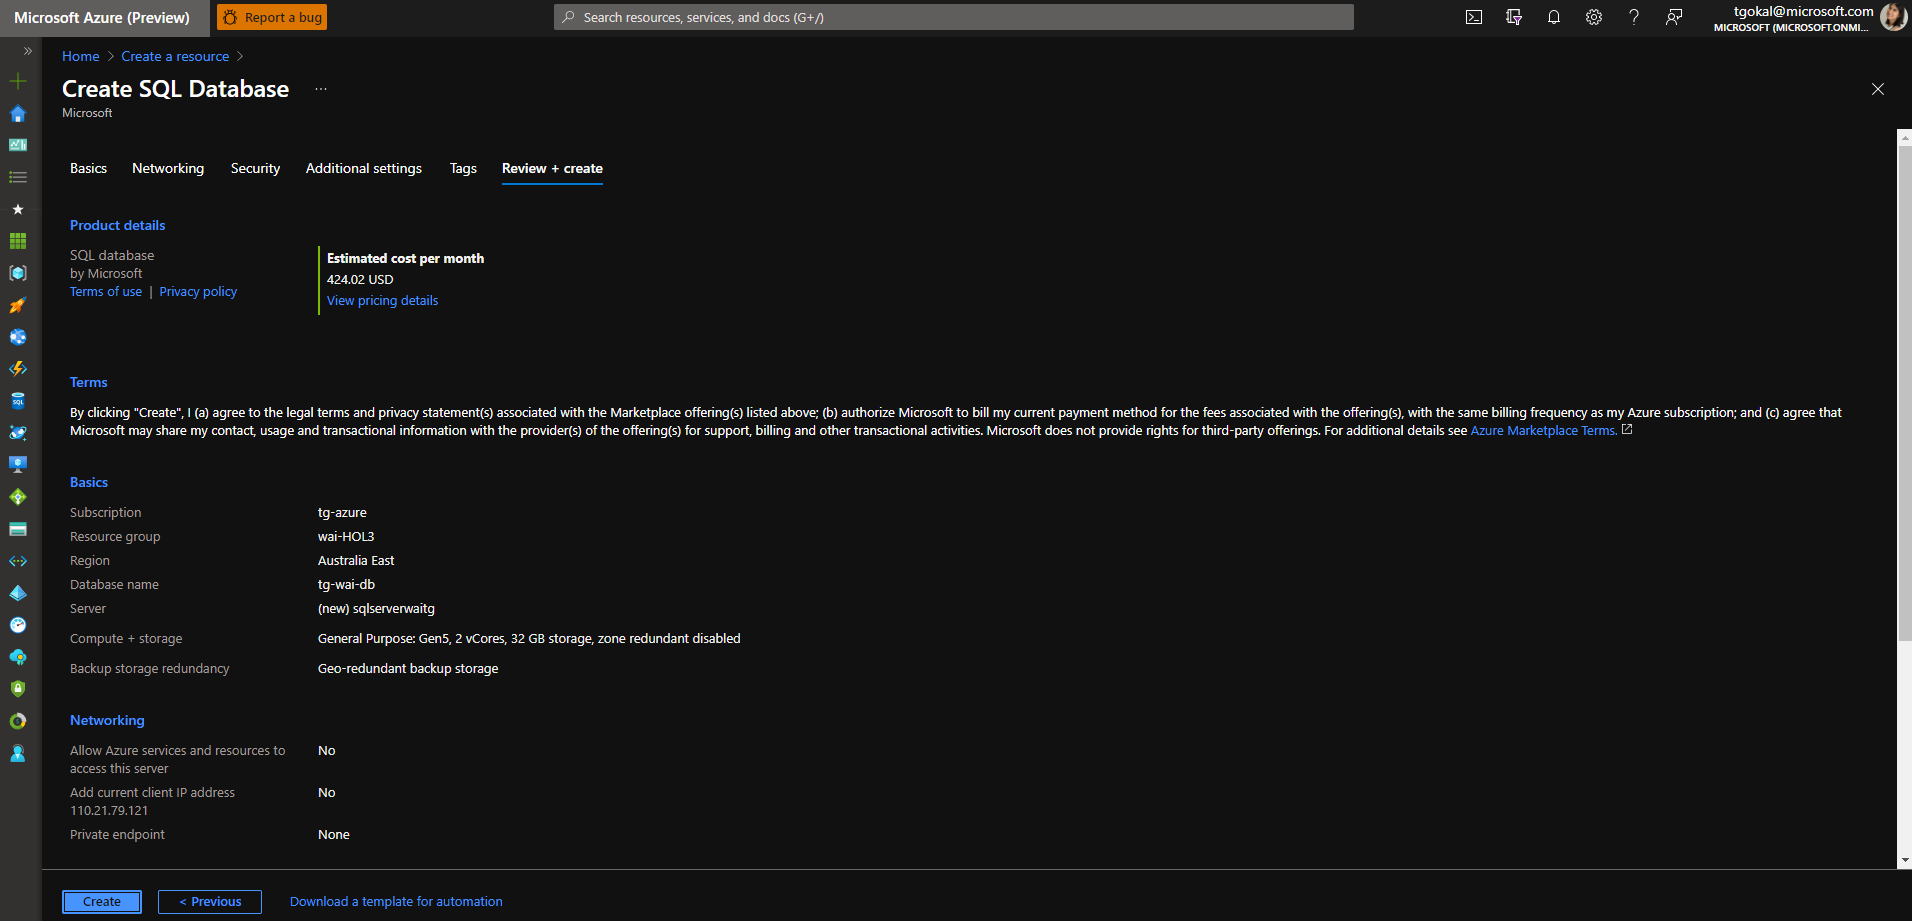 Microsoft Azure (Preview)
Report a bug
Search resources, services, and docs (G+/)
tgokal@microsoft.com
MICROSOFT (MICROSOFT.ONMI...
Home > Create a resource >
Create SQL Database ...
Microsoft
Basics Networking Security Additional settings Tags Review + create
Product details
SQL database
by Microsoft
Terms of use | Privacy policy
Estimated cost per month
424.02 USD
View pricing details
Terms
By clicking "Create", I (a) agree to the legal terms and privacy statement(s) associated with the Marketplace offering(s) listed above; (b) authorize Microsoft to bill my current payment method for the fees associated with the offering(s), with the same billing frequency as my Azure subscription; and (c) agree that
Microsoft may share my contact, usage and transactional information with the provider(s) of the offering(s) for support, billing and other transactional activities. Microsoft does not provide rights for third-party offerings. For additional details see Azure Marketplace Terms.
Basics
Subscription tg-azure
Resource group wai-HOL3
Region Australia East
Database name tg-wai-db
Server (new) sqlserverwaitg
Compute + storage General Purpose: Gen5, 2 vCores, 32 GB storage, zone redundant disabled
Backup storage redundancy Geo-redundant backup storage
Networking
Allow Azure services and resources to No
access this server
Add current client IP address No
110.21.79.121
Private endpoint None
Create < Previous Download a template for automation